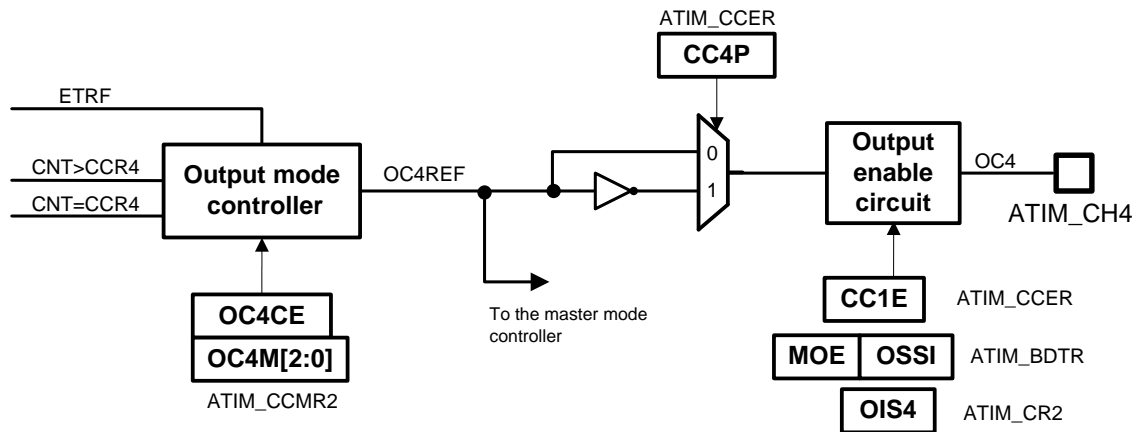 ATIM_CCER
CC4P
ETRF
CNT>CCR4
CNT=CCR4
Output mode
controller
OC4REF
0
1
Output
enable
circuit
OC4
ATIM_CH4
OC4CE
OC4M[2:0]
ATIM_CCMR2
To the master mode
controller
CC1E
ATIM_CCER
MOE OSSI ATIM_BDTR
OIS4
ATIM_CR2